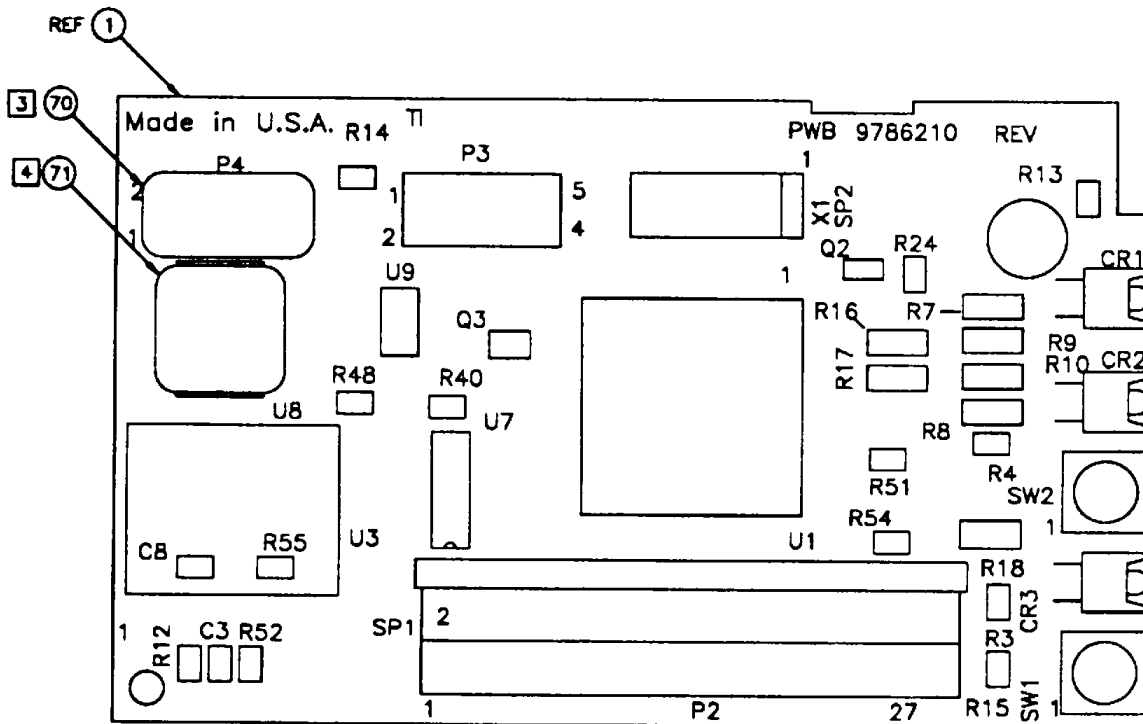 REF 1
3 70
4 71
Made in U.S.A. TI
PWB 9786210 REV
R14
P4
2
1
P3
1 5
2 4
1
X1
SP2
R13
Q2 R24
1
CR1
U9
Q3
R16 R7
R17
R9
R10 CR2
R48 R40
U8 U7
R8
R4
R51
SW2
1
R54
U3
U1
C8 R55
R18
CR3
1
R12 C3 R52
SP1 2
R3
1 P2 27
R15 SW1 1